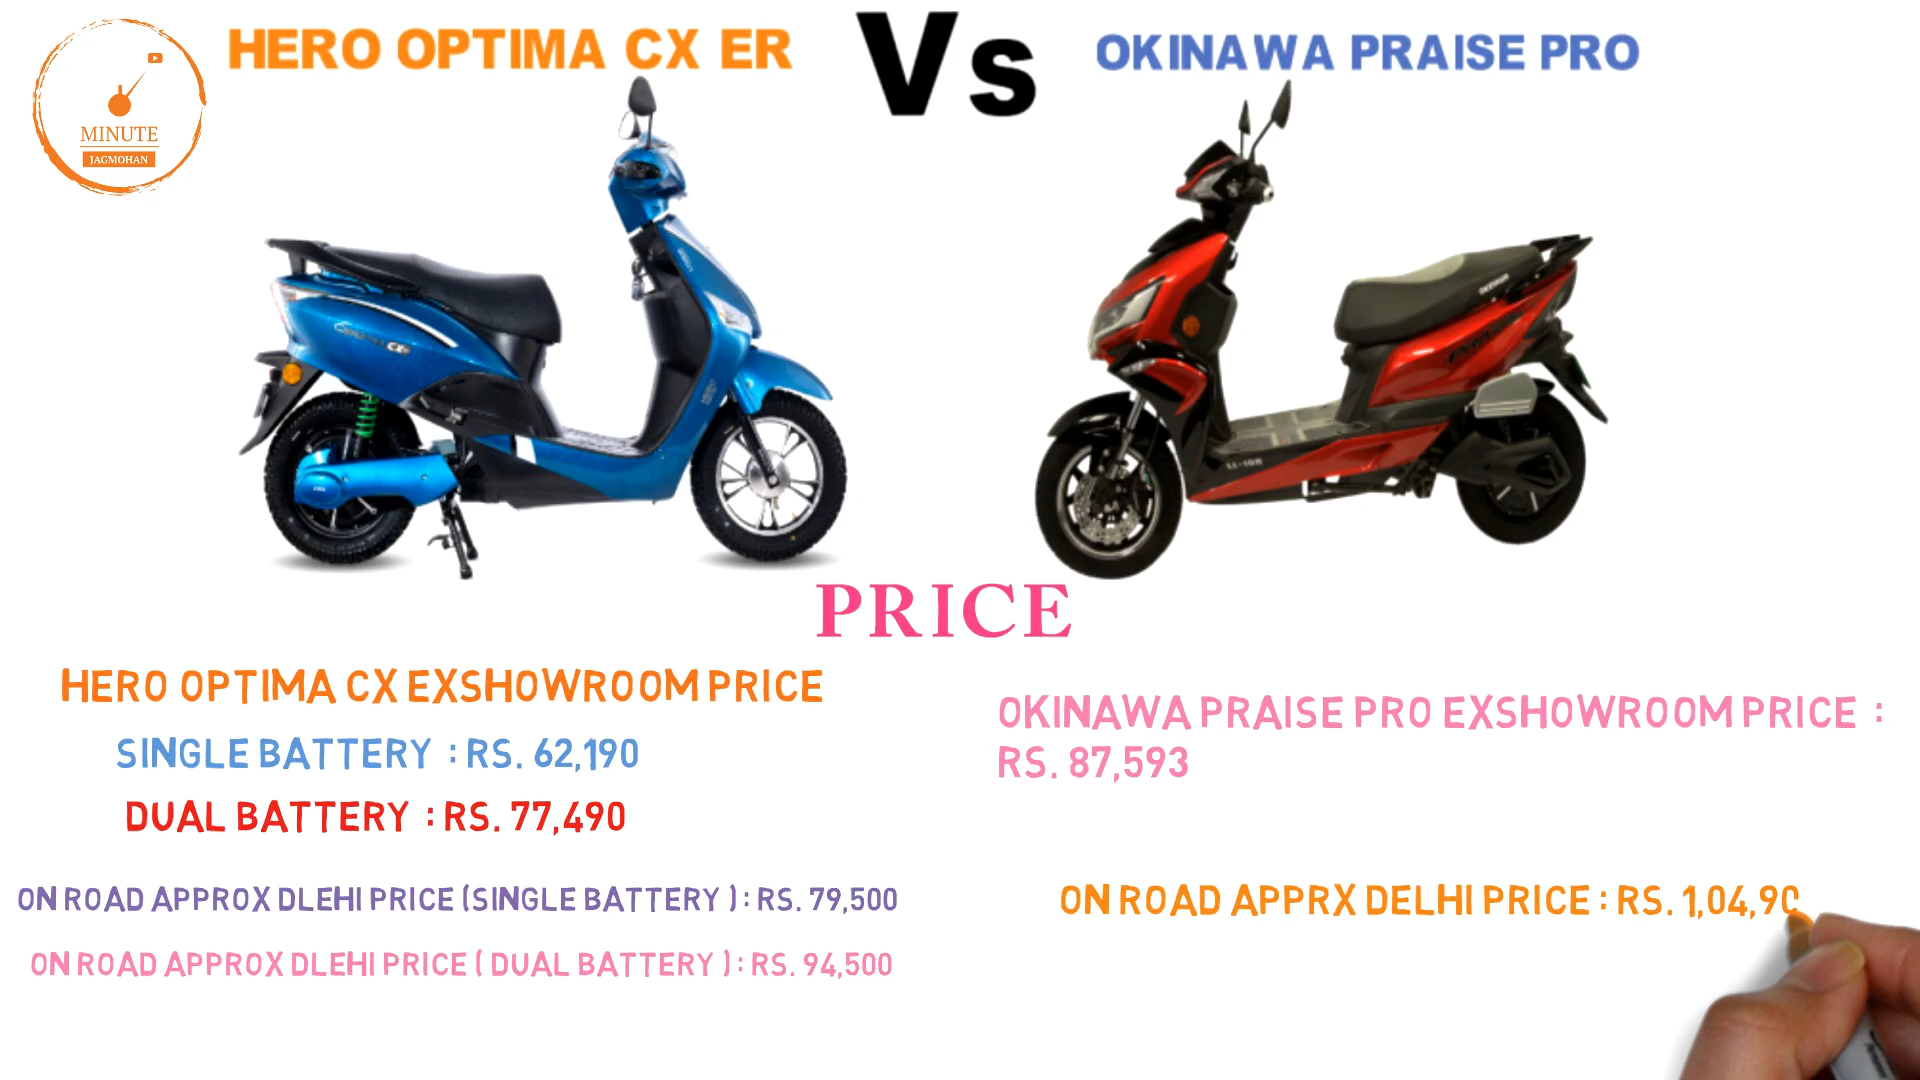 HERO OPTIMA CX ER
Vs
OKINAWA PRAISE PRO
MINUTE
JAGMOHAN
PRICE
HERO OPTIMA CX EXSHOWROOM PRICE
SINGLE BATTERY : RS. 62,190
DUAL BATTERY : RS. 77,490
ON ROAD APPROX DLEHI PRICE (SINGLE BATTERY ) : RS. 79,500
ON ROAD APPROX DLEHI PRICE ( DUAL BATTERY ) : RS. 94,500
OKINAWA PRAISE PRO EXSHOWROOM PRICE :
RS. 87,593
ON ROAD APPRX DELHI PRICE : RS. 1,04,90
LI-ION